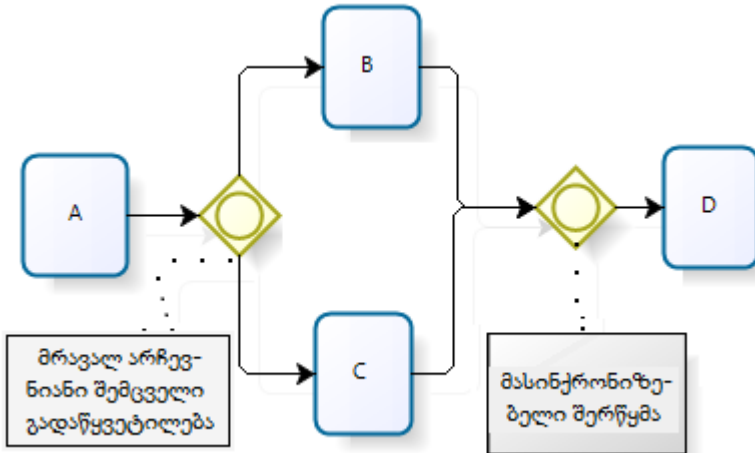 B
A
D
C
მრავალ არჩევ-
ნიანი შემცველი
გადაწყვეტილება
მასინქრონიზე-
ბელი შერწყმა